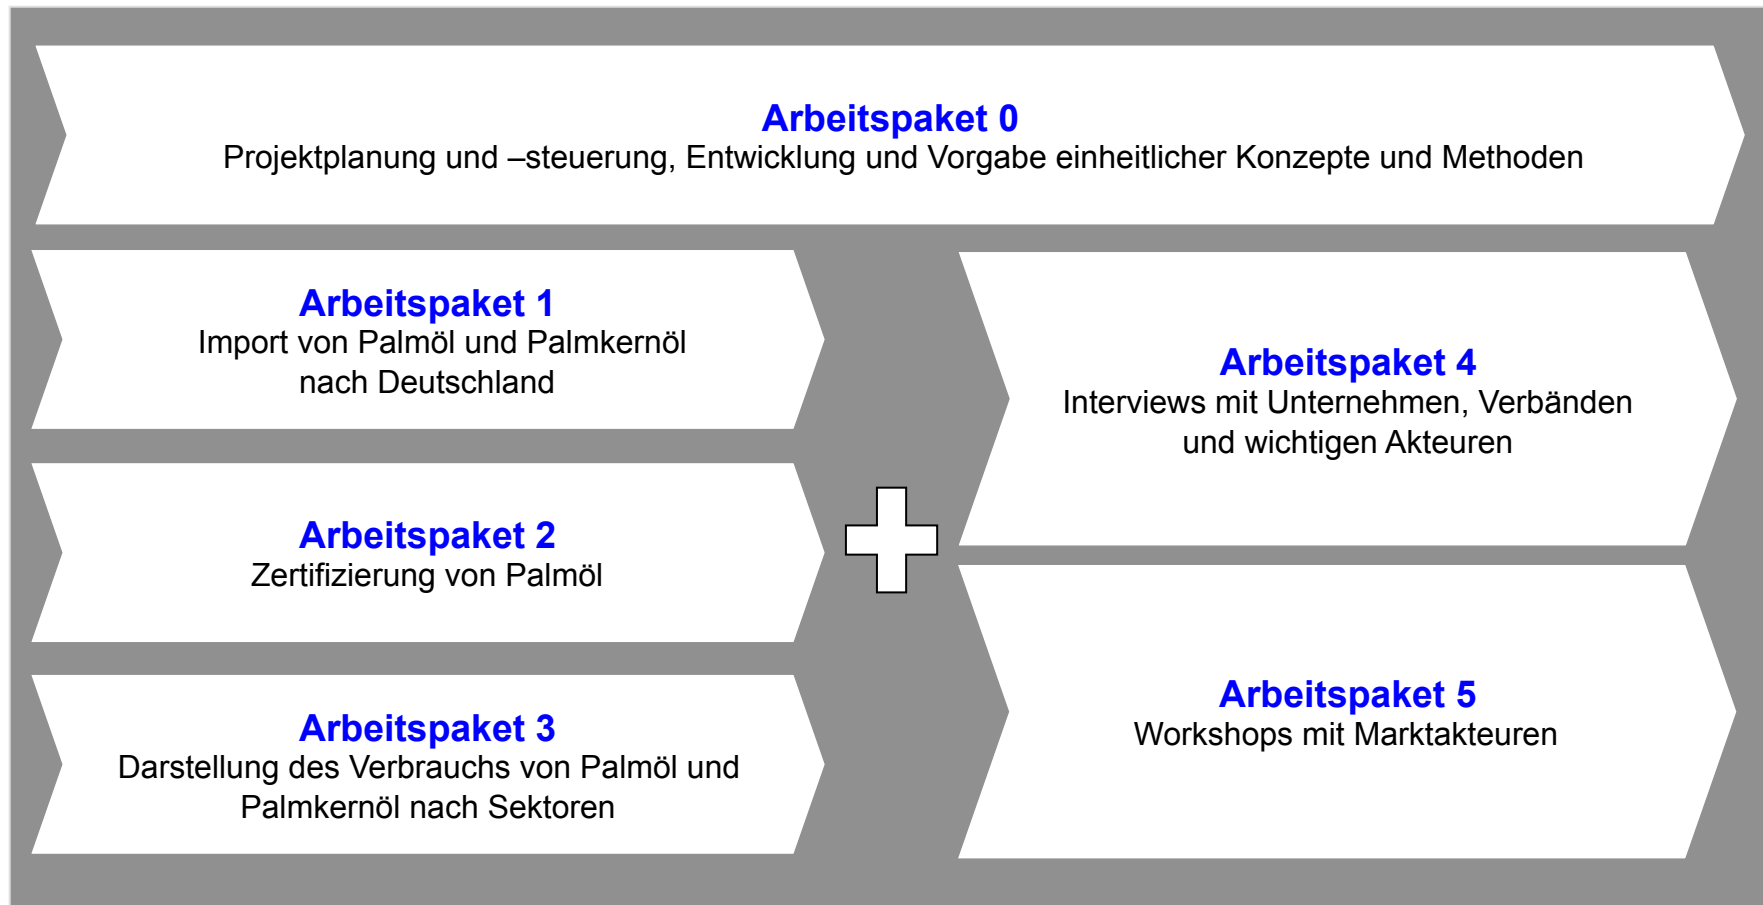 Arbeitspaket 0
Projektplanung und –steuerung, Entwicklung und Vorgabe einheitlicher Konzepte und Methoden
Arbeitspaket 1
Import von Palmöl und Palmkernöl
nach Deutschland
Arbeitspaket 2
Zertifizierung von Palmöl
Arbeitspaket 3
Darstellung des Verbrauchs von Palmöl und
Palmkernöl nach Sektoren
Arbeitspaket 4
Interviews mit Unternehmen, Verbänden
und wichtigen Akteuren
Arbeitspaket 5
Workshops mit Marktakteuren